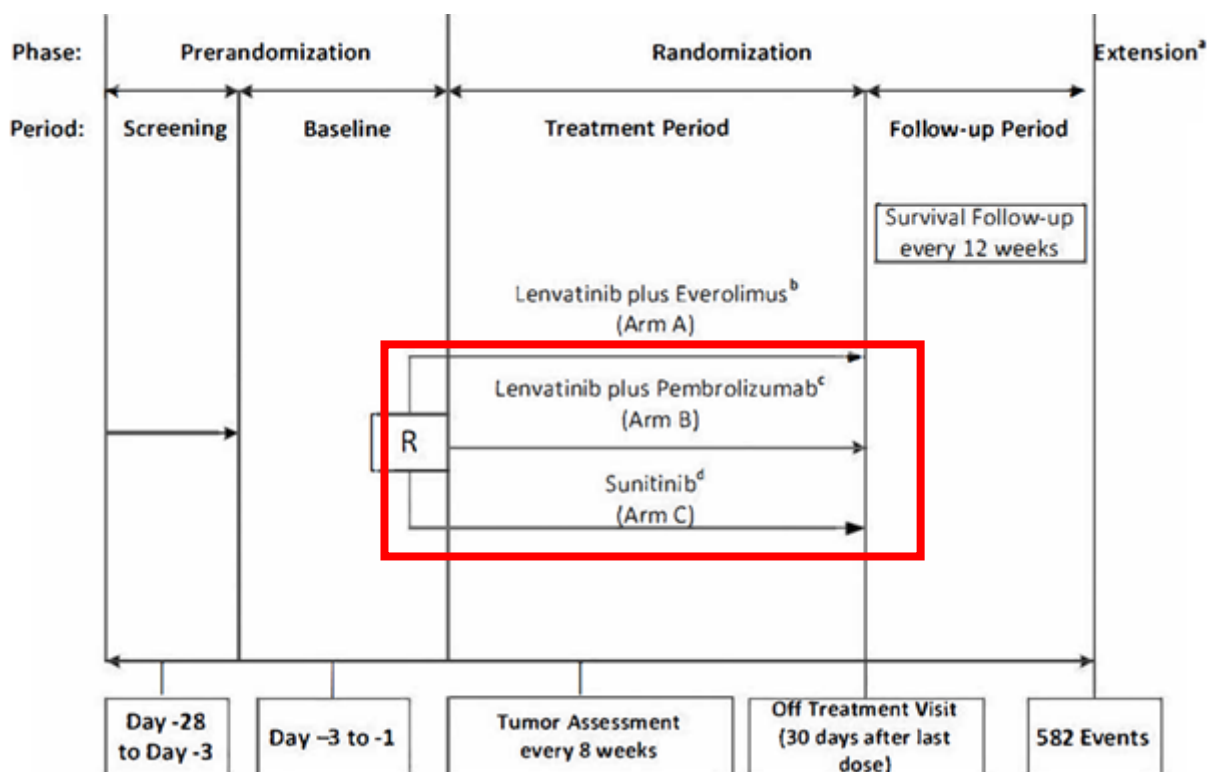 Phase: Prerandomization Randomization Extensionª
Period: Screening Baseline Treatment Period Follow-up Period
Survival Follow-up
every 12 weeks
Lenvatinib plus Everolimusᵇ
(Arm A)
Lenvatinib plus Pembrolizumabᶜ
(Arm B)
R
Sunitinibᵈ
(Arm C)
Day -28
to Day -3
Day –3 to -1
Tumor Assessment
every 8 weeks
Off Treatment Visit
(30 days after last
dose)
582 Events